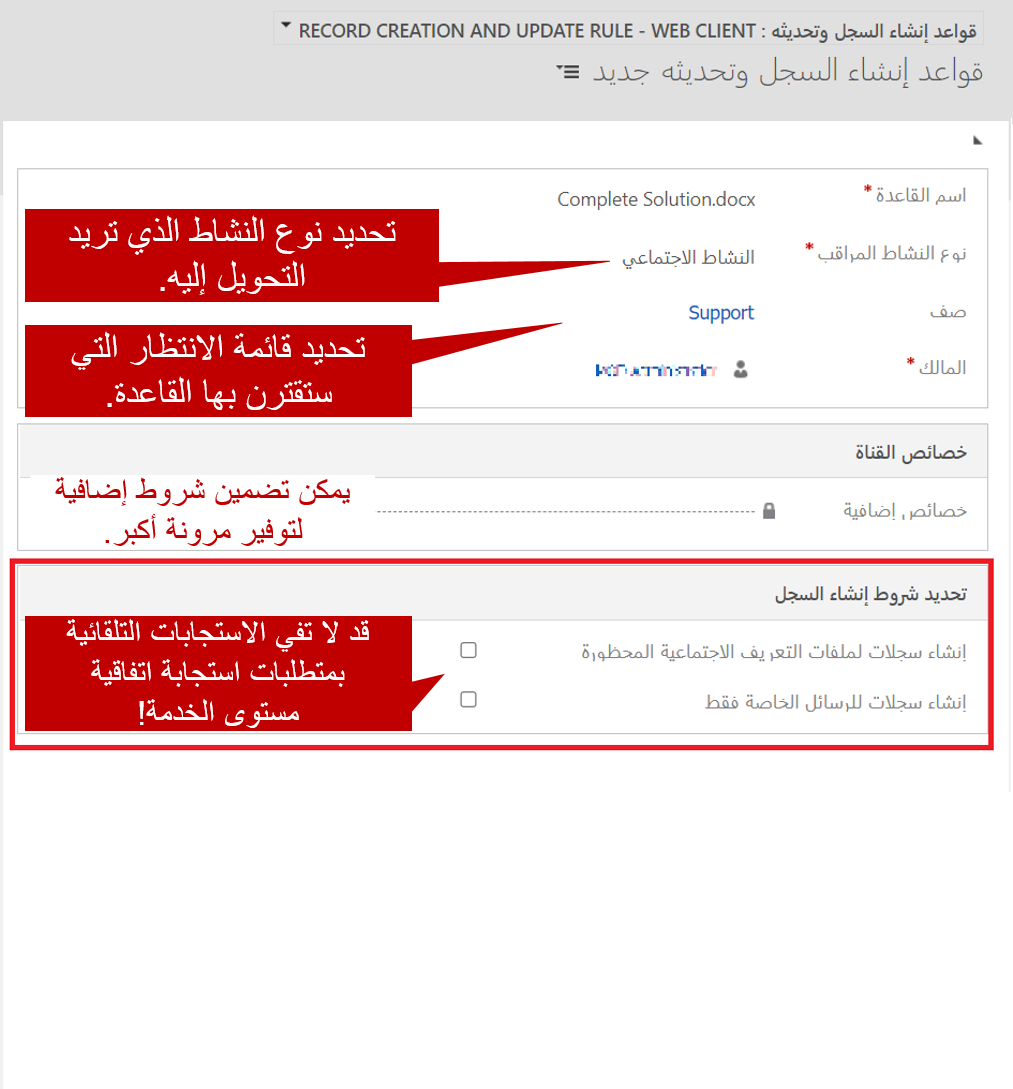 قواعد إنشاء السجل وتحديثه : RECORD CREATION AND UPDATE RULE - WEB CLIENT
قواعد إنشاء السجل وتحديثه جديد
اسم القاعدة * Complete Solution.docx
نوع النشاط المراقب * النشاط الاجتماعي
تحديد نوع النشاط الذي تريد
التحويل إليه.
صف Support
المالك *
تحديد قائمة الانتظار التي
ستقترن بها القاعدة.
خصائص القناة
خصائص إضافية
يمكن تضمين شروط إضافية
لتوفير مرونة أكبر.
تحديد شروط إنشاء السجل
إنشاء سجلات لملفات التعريف الاجتماعية المحظورة
إنشاء سجلات للرسائل الخاصة فقط
قد لا تفي الاستجابات التلقائية
بمتطلبات استجابة اتفاقية
مستوى الخدمة!